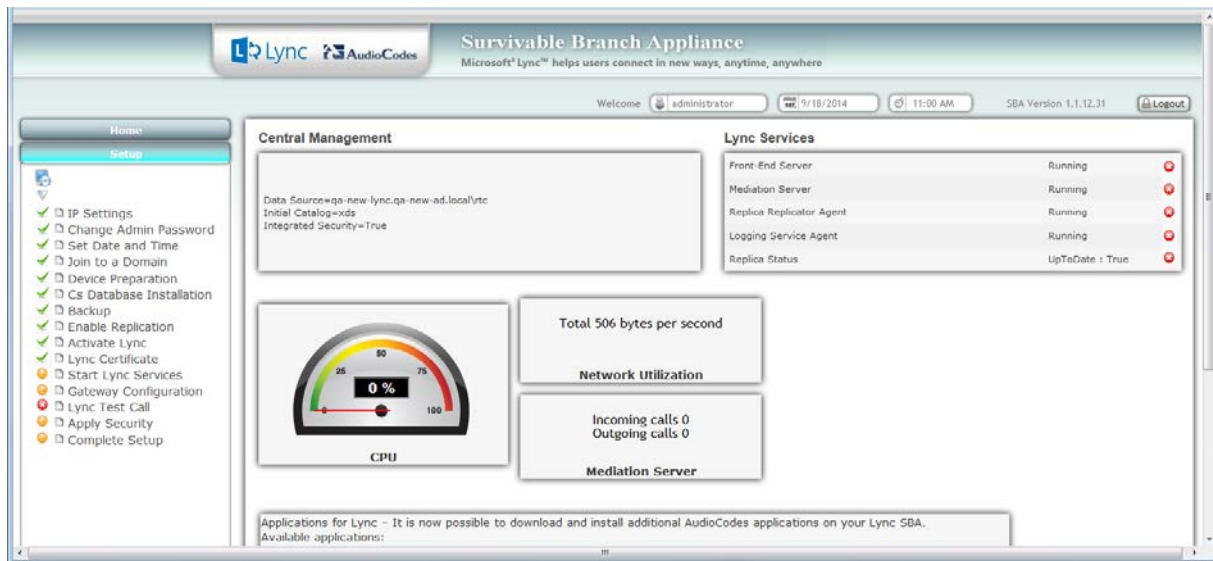 Lync AudioCodes
Survivable Branch Appliance
Microsoft® Lync™ helps users connect in new ways, anytime, anywhere
Welcome administrator 9/18/2014 11:00 AM SBA Version 1.1.12.31 Logout
Home
Setup
IP Settings
Change Admin Password
Set Date and Time
Join to a Domain
Device Preparation
Cs Database Installation
Backup
Enable Replication
Activate Lync
Lync Certificate
Start Lync Services
Gateway Configuration
Lync Test Call
Apply Security
Complete Setup
Central Management
Data Source=qa-new-lync.qa-new-ad.local\rtc
Initial Catalog=xds
Integrated Security=True
Lync Services
Front-End Server Running
Mediation Server Running
Replica Replicator Agent Running
Logging Service Agent Running
Replica Status UpToDate : True
0
25
50
75
100
0 %
CPU
Total 506 bytes per second
Network Utilization
Incoming calls 0
Outgoing calls 0
Mediation Server
Applications for Lync - It is now possible to download and install additional AudioCodes applications on your Lync SBA.
Available applications: